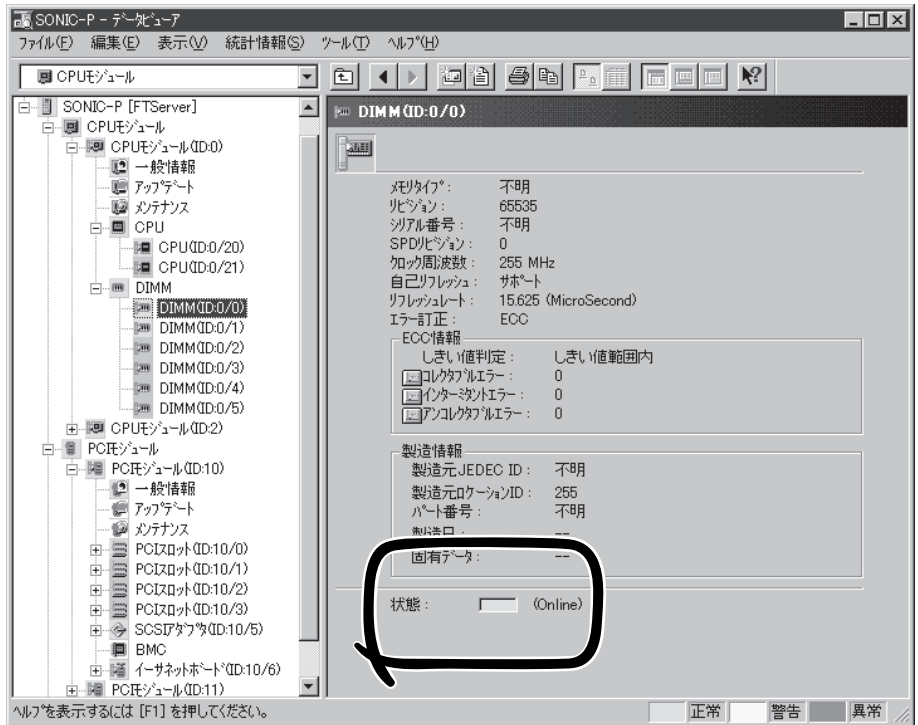 SONIC-P - データビューア
ファイル(F) 編集(E) 表示(V) 統計情報(S) ツール(T) ヘルプ(H)
CPUモジュール
SONIC-P [FTServer]
CPUモジュール
CPUモジュール(ID:0)
一般情報
アップデート
メンテナンス
CPU
CPU(ID:0/20)
CPU(ID:0/21)
DIMM
DIMM(ID:0/0)
DIMM(ID:0/1)
DIMM(ID:0/2)
DIMM(ID:0/3)
DIMM(ID:0/4)
DIMM(ID:0/5)
CPUモジュール(ID:2)
PCIモジュール
PCIモジュール(ID:10)
一般情報
アップデート
メンテナンス
PCIスロット(ID:10/0)
PCIスロット(ID:10/1)
PCIスロット(ID:10/2)
PCIスロット(ID:10/3)
SCSIアダプタ(ID:10/5)
BMC
イーサネットボード(ID:10/6)
PCIモジュール(ID:11)
DIMM(ID:0/0)
メモリタイプ: 不明
リビジョン: 65535
シリアル番号: 不明
SPDリビジョン: 0
クロック周波数: 255 MHz
自己リフレッシュ: サポート
リフレッシュレート: 15.625 (MicroSecond)
エラー訂正: ECC
ECC情報
しきい値判定: しきい値範囲内
コレクタブルエラー: 0
インターミタントエラー: 0
アンコレクタブルエラー: 0
製造情報
製造元JEDEC ID: 不明
製造元ロケーションID: 255
パート番号: 不明
製造日: --
固有データ: --
状態: (Online)
ヘルプを表示するには [F1] を押してください。
正常 警告 異常